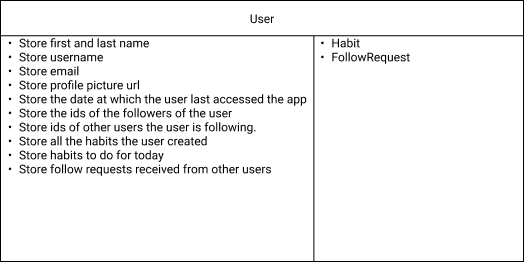 User
• Store first and last name
• Store username
• Store email
• Store profile picture url
• Store the date at which the user last accessed the app
• Store the ids of the followers of the user
• Store ids of other users the user is following.
• Store all the habits the user created
• Store habits to do for today
• Store follow requests received from other users
• Habit
• FollowRequest